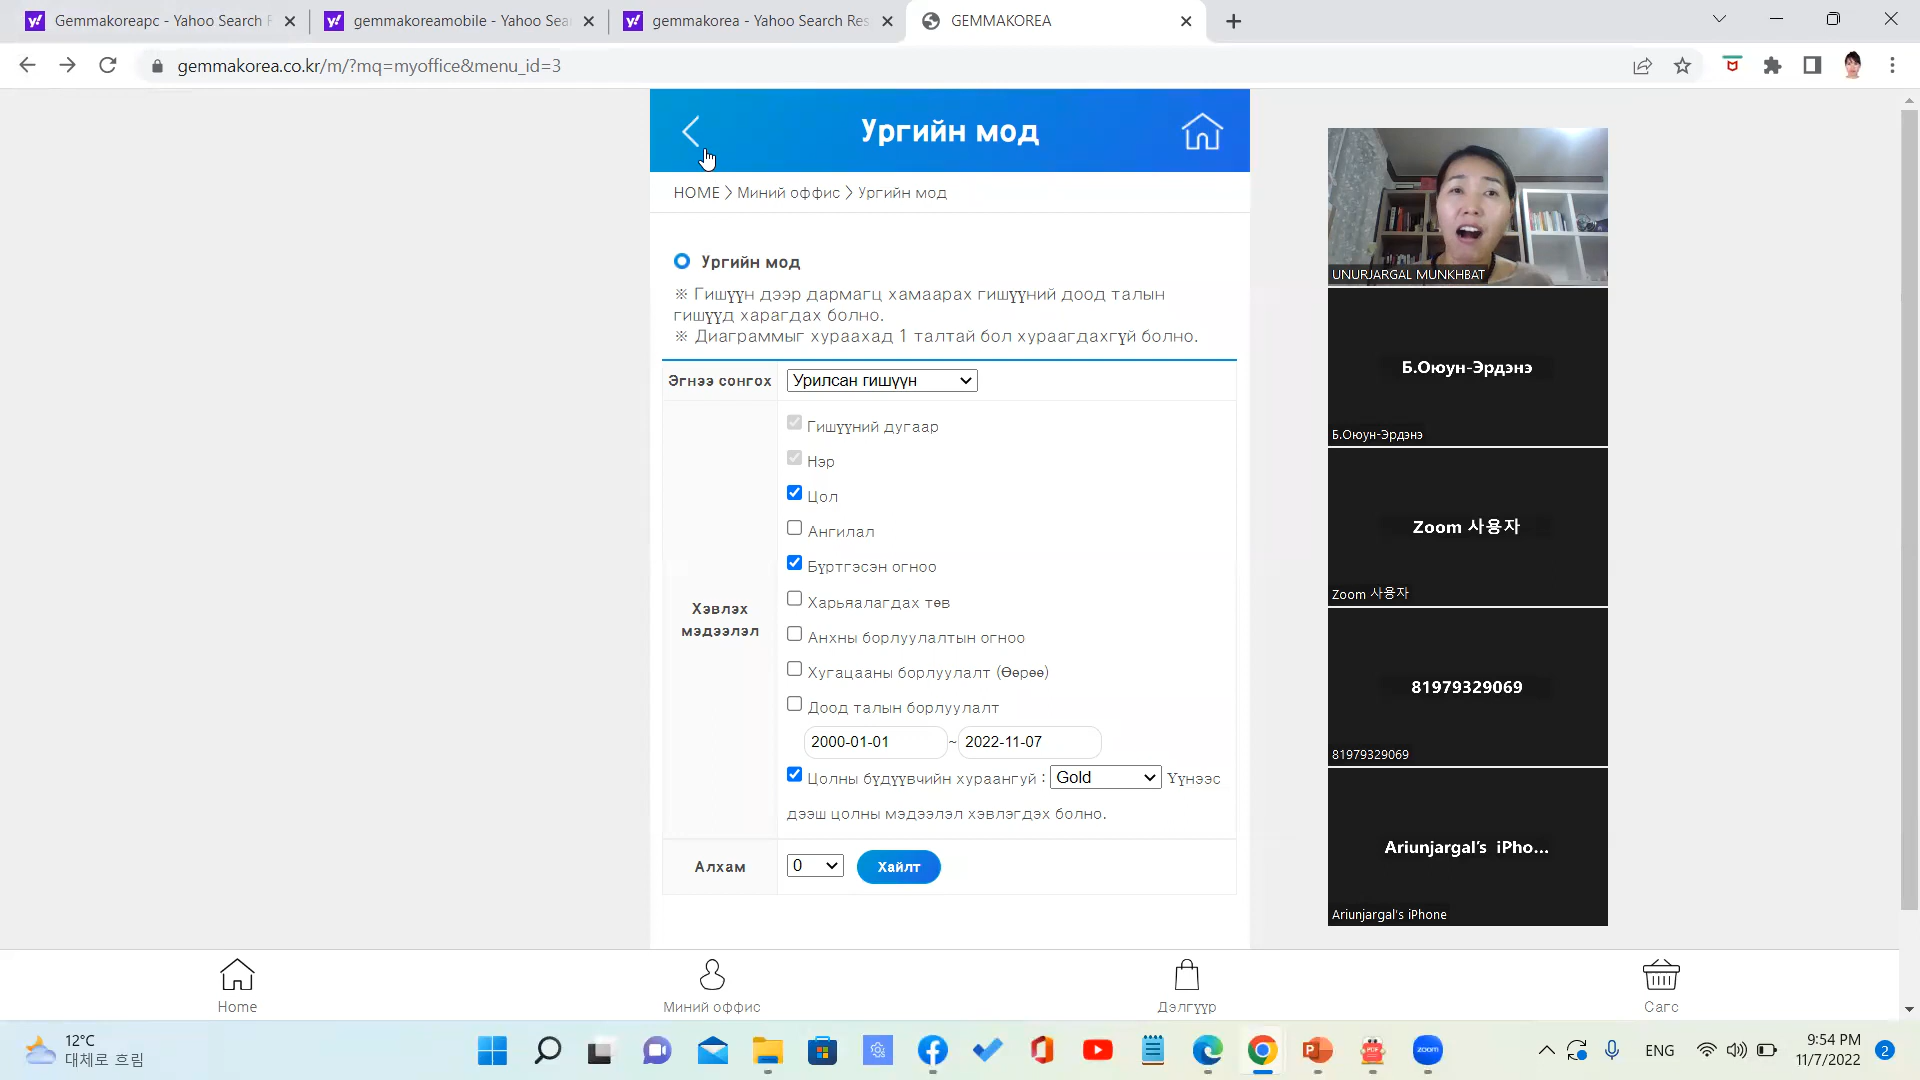 Gemmakoreapc - Yahoo Search R
gemmakoreamobile - Yahoo Sea
gemmakorea - Yahoo Search Res
GEMMAKOREA
gemmakorea.co.kr/m/?mq=myoffice&menu_id=3
Ургийн мод
HOME > Миний оффис > Ургийн мод
Ургийн мод
※ Гишүүн дээр дармагц хамаарах гишүүний доод талын
гишүүд харагдах болно.
※ Диаграммыг хураахад 1 талтай бол хураагдахгүй болно.
Эгнээ сонгох
Урилсан гишүүн
Хэвлэх
мэдээлэл
Гишүүний дугаар
Нэр
Цол
Ангилал
Бүртгэсэн огноо
Харьяалагдах төв
Анхны борлуулалтын огноо
Хугацааны борлуулалт (Өөрөө)
Доод талын борлуулалт
2000-01-01 ~ 2022-11-07
Цолны бүдүүвчийн хураангуй : Gold Үүнээс
дээш цолны мэдээлэл хэвлэгдэх болно.
Алхам
0
Хайлт
UNURJARGAL MUNKHBAT
Б.Оюун-Эрдэнэ
Б.Оюун-Эрдэнэ
Zoom 사용자
Zoom 사용자
81979329069
81979329069
Ariunjargal's iPho...
Ariunjargal's iPhone
Home
Миний оффис
Дэлгүүр
Сагс
12°C
대체로 흐림
zoom
ENG
9:54 PM
11/7/2022
2